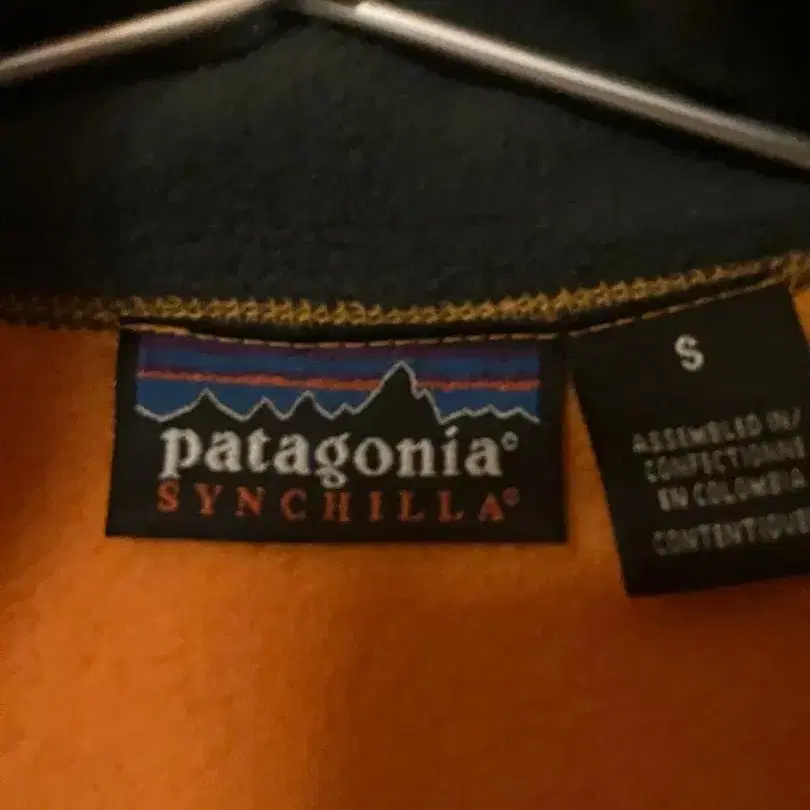 patagonia®
SYNCHILLA®
S
ASSEMBLED IN/
CONFECTIONNE
EN COLOMBIA